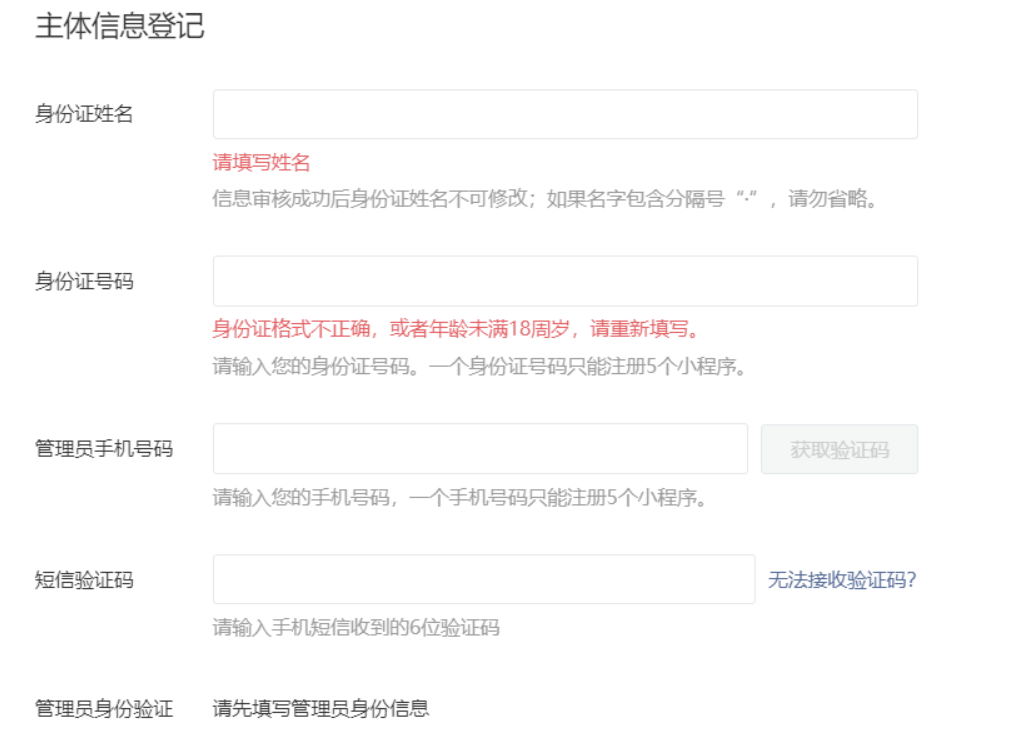 主体信息登记
身份证姓名
请填写姓名
信息审核成功后身份证姓名不可修改；如果名字包含分隔号“·”，请勿省略。
身份证号码
身份证格式不正确，或者年龄未满18周岁，请重新填写。
请输入您的身份证号码。一个身份证号码只能注册5个小程序。
管理员手机号码 获取验证码
请输入您的手机号码，一个手机号码只能注册5个小程序。
短信验证码 无法接收验证码?
请输入手机短信收到的6位验证码
管理员身份验证 请先填写管理员身份信息